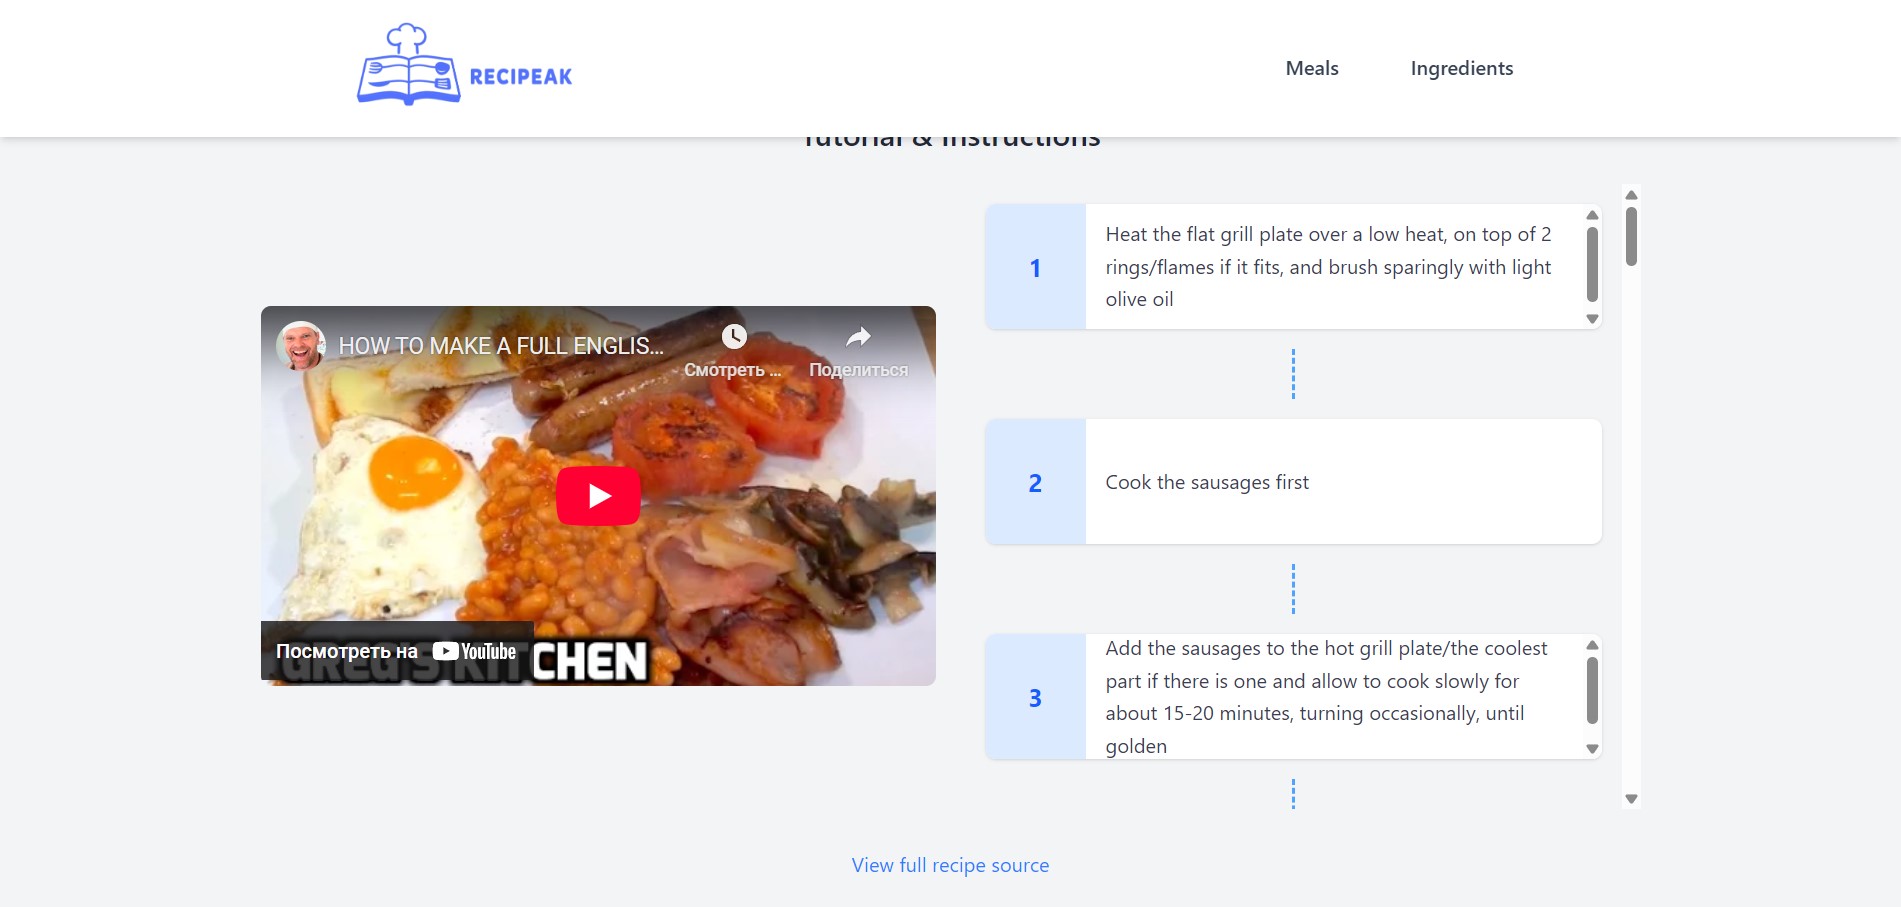 RECIPEAK
Meals
Ingredients
Tutorial & Instructions
HOW TO MAKE A FULL ENGLIS...
Смотреть ...
Поделиться
GREG'S KITCHEN
Посмотреть на YouTube
1
Heat the flat grill plate over a low heat, on top of 2
rings/flames if it fits, and brush sparingly with light
olive oil
2
Cook the sausages first
3
Add the sausages to the hot grill plate/the coolest
part if there is one and allow to cook slowly for
about 15-20 minutes, turning occasionally, until
golden
View full recipe source